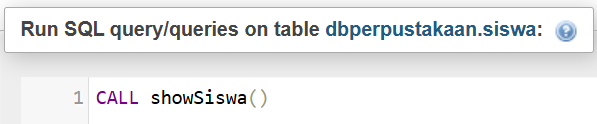 Run SQL query/queries on table dbperpustakaan.siswa:
1 CALL showSiswa()